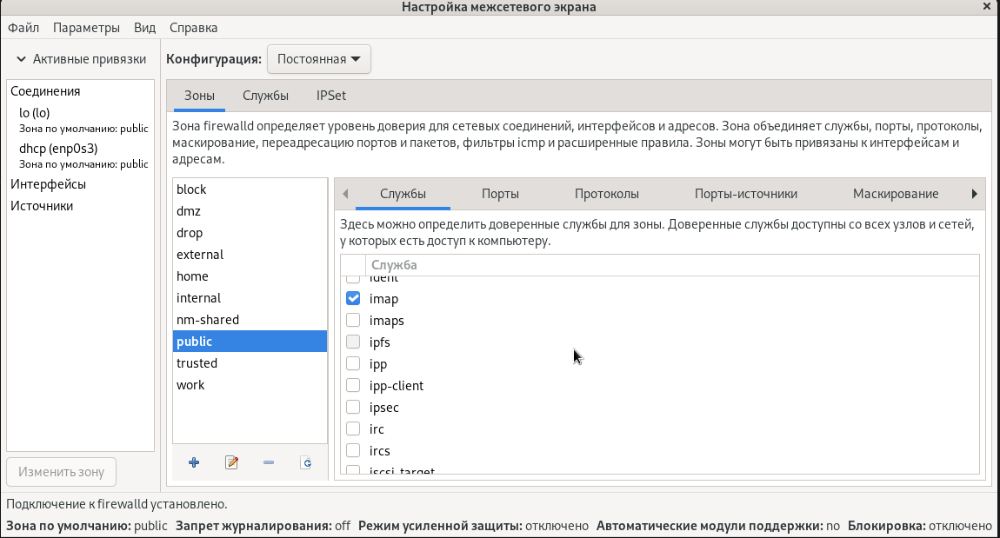 Настройка межсетевого экрана
Файл Параметры Вид Справка
Активные привязки
Соединения
lo (lo)
Зона по умолчанию: public
dhcp (enp0s3)
Зона по умолчанию: public
Интерфейсы
Источники
Изменить зону
Конфигурация: Постоянная
Зоны Службы IPSet
Зона firewalld определяет уровень доверия для сетевых соединений, интерфейсов и адресов. Зона объединяет службы, порты, протоколы,
маскирование, переадресацию портов и пакетов, фильтры icmp и расширенные правила. Зоны могут быть привязаны к интерфейсам и
адресам.
block
dmz
drop
external
home
internal
nm-shared
public
trusted
work
Службы Порты Протоколы Порты-источники Маскирование
Здесь можно определить доверенные службы для зоны. Доверенные службы доступны со всех узлов и сетей,
у которых есть доступ к компьютеру.
Служба
ident
imap
imaps
ipfs
ipp
ipp-client
ipsec
irc
ircs
iscsi-target
Подключение к firewalld установлено.
Зона по умолчанию: public Запрет журналирования: off Режим усиленной защиты: отключено Автоматические модули поддержки: no Блокировка: отключено